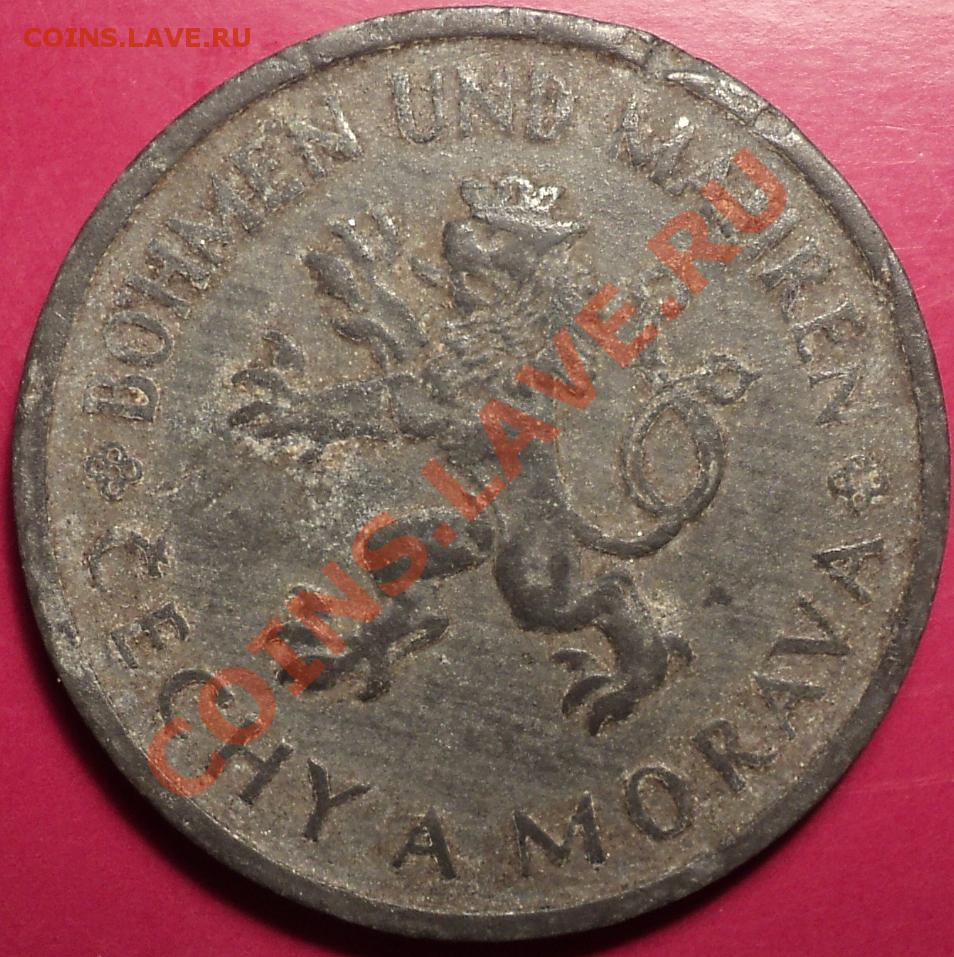 COINS.LAVE.RU
BÖHMEN UND MÄHREN
ČECHY A MORAVA
COINS.LAVE.RU